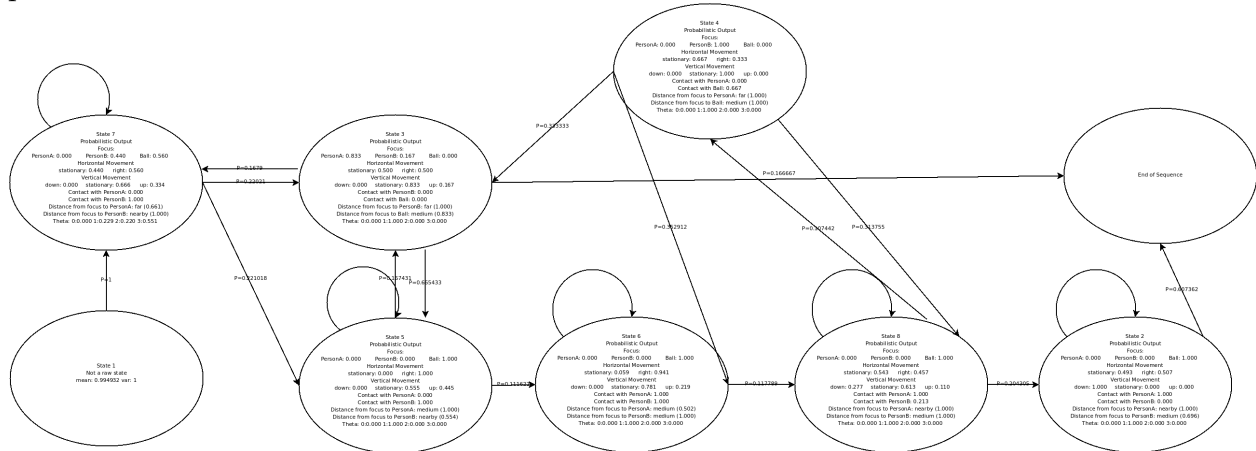 State 4
Probabilistic Output
Focus:
PersonA: 0.000 PersonB: 1.000 Ball: 0.000
Horizontal Movement
stationary: 0.667 right: 0.333
Vertical Movement
down: 0.000 stationary: 1.000 up: 0.000
Contact with PersonA: 0.000
Contact with Ball: 0.667
Distance from focus to PersonA: far (1.000)
Distance from focus to Ball: medium (1.000)
Theta: 0:0.000 1:1.000 2:0.000 3:0.000
State 7
Probabilistic Output
Focus:
PersonA: 0.000 PersonB: 0.440 Ball: 0.560
Horizontal Movement
stationary: 0.440 right: 0.560
Vertical Movement
down: 0.000 stationary: 0.666 up: 0.334
Contact with PersonA: 0.000
Contact with PersonB: 1.000
Distance from focus to PersonA: far (0.661)
Distance from focus to PersonB: nearby (1.000)
Theta: 0:0.000 1:0.229 2:0.220 3:0.551
State 3
Probabilistic Output
Focus:
PersonA: 0.833 PersonB: 0.167 Ball: 0.000
Horizontal Movement
stationary: 0.500 right: 0.500
Vertical Movement
down: 0.000 stationary: 0.833 up: 0.167
Contact with PersonB: 0.000
Contact with Ball: 0.000
Distance from focus to PersonB: far (1.000)
Distance from focus to Ball: medium (0.833)
Theta: 0:0.000 1:1.000 2:0.000 3:0.000
End of Sequence
P=0.333333
P=0.1679
P=0.166667
P=0.307442
P=0.313755
P=1
P=0.221018
P=0.607362
State 1
Not a raw state
mean: 0.994932 var: 1
State 5
Probabilistic Output
Focus:
PersonA: 0.000 PersonB: 0.000 Ball: 1.000
Horizontal Movement
stationary: 0.000 right: 1.000
Vertical Movement
down: 0.000 stationary: 0.555 up: 0.445
Contact with PersonA: 0.000
Contact with PersonB: 1.000
Distance from focus to PersonA: medium (1.000)
Distance from focus to PersonB: nearby (0.554)
Theta: 0:0.000 1:1.000 2:0.000 3:0.000
State 6
Probabilistic Output
Focus:
PersonA: 0.000 PersonB: 0.000 Ball: 1.000
Horizontal Movement
stationary: 0.059 right: 0.941
Vertical Movement
down: 0.000 stationary: 0.781 up: 0.219
Contact with PersonA: 1.000
Contact with PersonB: 1.000
Distance from focus to PersonA: medium (0.502)
Distance from focus to PersonB: medium (1.000)
Theta: 0:0.000 1:1.000 2:0.000 3:0.000
State 8
Probabilistic Output
Focus:
PersonA: 0.000 PersonB: 0.000 Ball: 1.000
Horizontal Movement
stationary: 0.543 right: 0.457
Vertical Movement
down: 0.277 stationary: 0.613 up: 0.110
Contact with PersonA: 1.000
Contact with PersonB: 0.213
Distance from focus to PersonA: nearby (1.000)
Distance from focus to PersonB: medium (1.000)
Theta: 0:0.000 1:1.000 2:0.000 3:0.000
State 2
Probabilistic Output
Focus:
PersonA: 0.000 PersonB: 0.000 Ball: 1.000
Horizontal Movement
stationary: 0.493 right: 0.507
Vertical Movement
down: 1.000 stationary: 0.000 up: 0.000
Contact with PersonA: 1.000
Contact with PersonB: 0.000
Distance from focus to PersonA: nearby (1.000)
Distance from focus to PersonB: medium (0.696)
Theta: 0:0.000 1:1.000 2:0.000 3:0.000